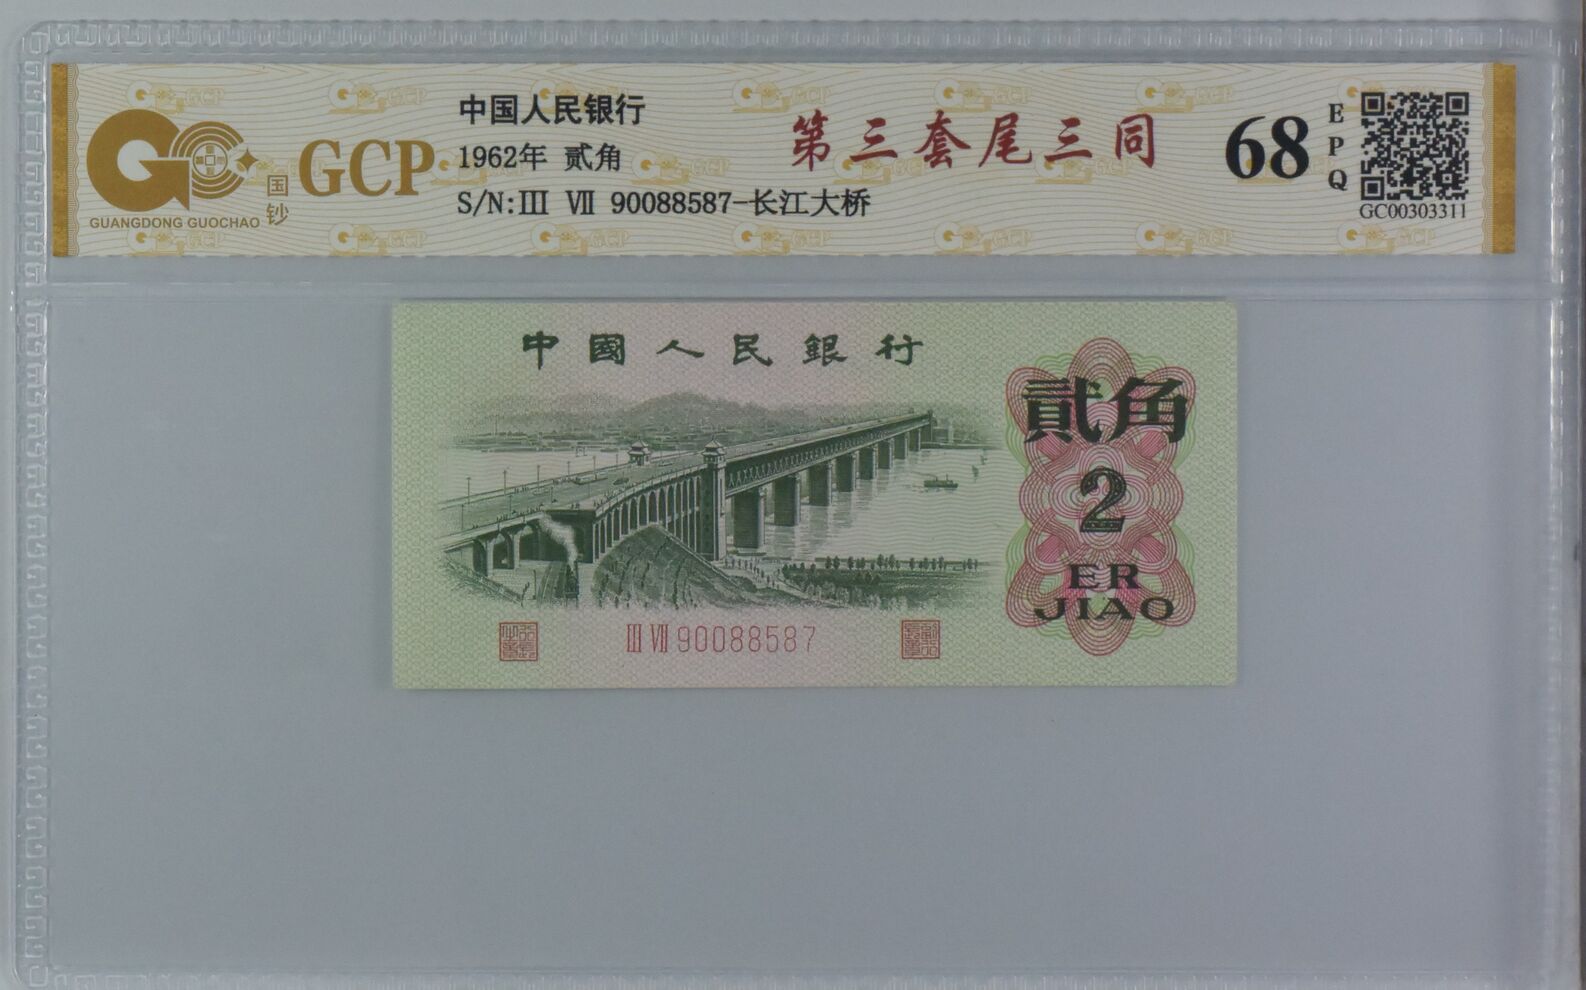 GUANGDONG GUOCHAO
国钞
GCP
中国人民银行
1962年 贰角
S/N:Ⅲ Ⅶ 90088587-长江大桥
第三套尾三同
68
EPQ
GC00303311
中國人民銀行
貳角
2
ER
JIAO
Ⅲ Ⅶ 90088587